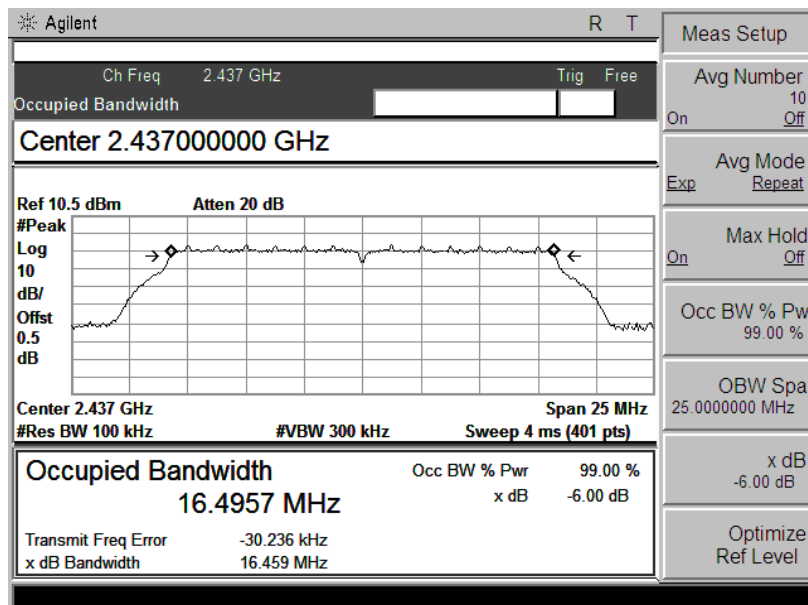 Agilent R T
Ch Freq 2.437 GHz Trig Free
Occupied Bandwidth
Center 2.437000000 GHz
Ref 10.5 dBm Atten 20 dB
#Peak
Log
10
dB/
Offst
0.5
dB
Center 2.437 GHz Span 25 MHz
#Res BW 100 kHz #VBW 300 kHz Sweep 4 ms (401 pts)
Occupied Bandwidth
16.4957 MHz
Occ BW % Pwr 99.00 %
x dB -6.00 dB
Transmit Freq Error -30.236 kHz
x dB Bandwidth 16.459 MHz
Meas Setup
Avg Number
10
On Off
Avg Mode
Exp Repeat
Max Hold
On Off
Occ BW % Pw
99.00 %
OBW Spa
25.0000000 MHz
x dB
-6.00 dB
Optimize
Ref Level